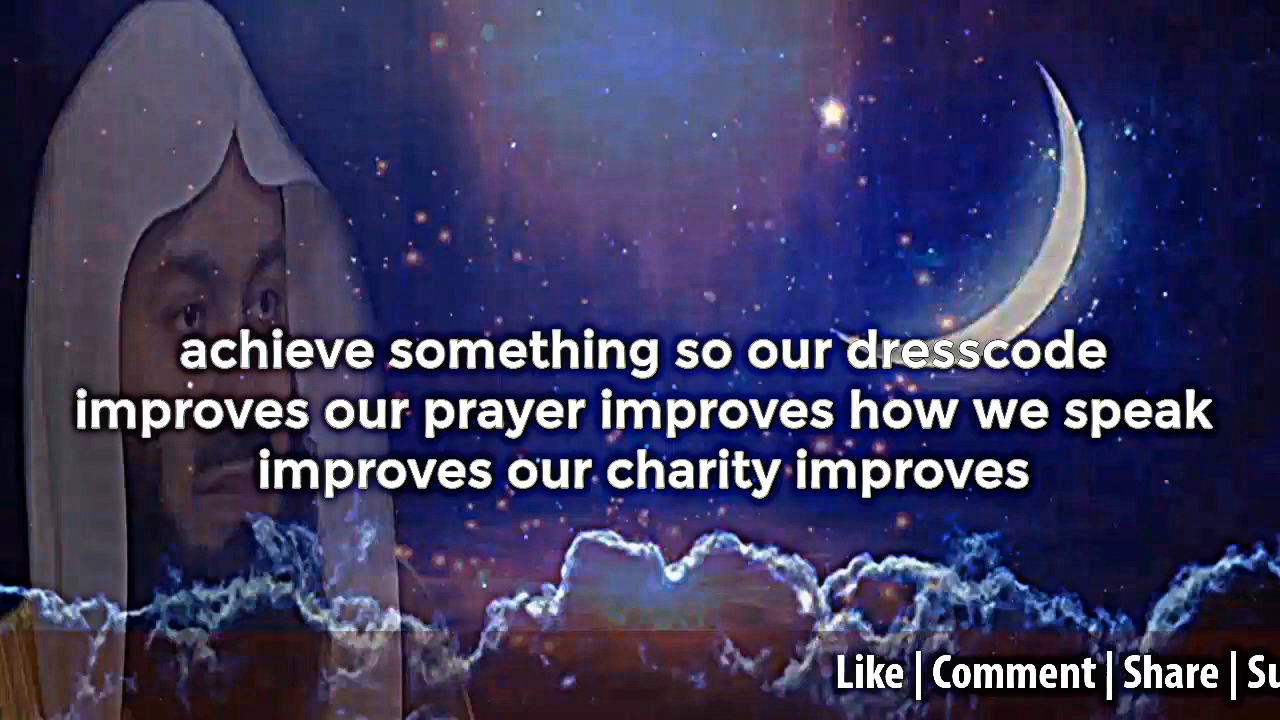 achieve something so our dresscode
improves our prayer improves how we speak
improves our charity improves
Like | Comment | Share | Su